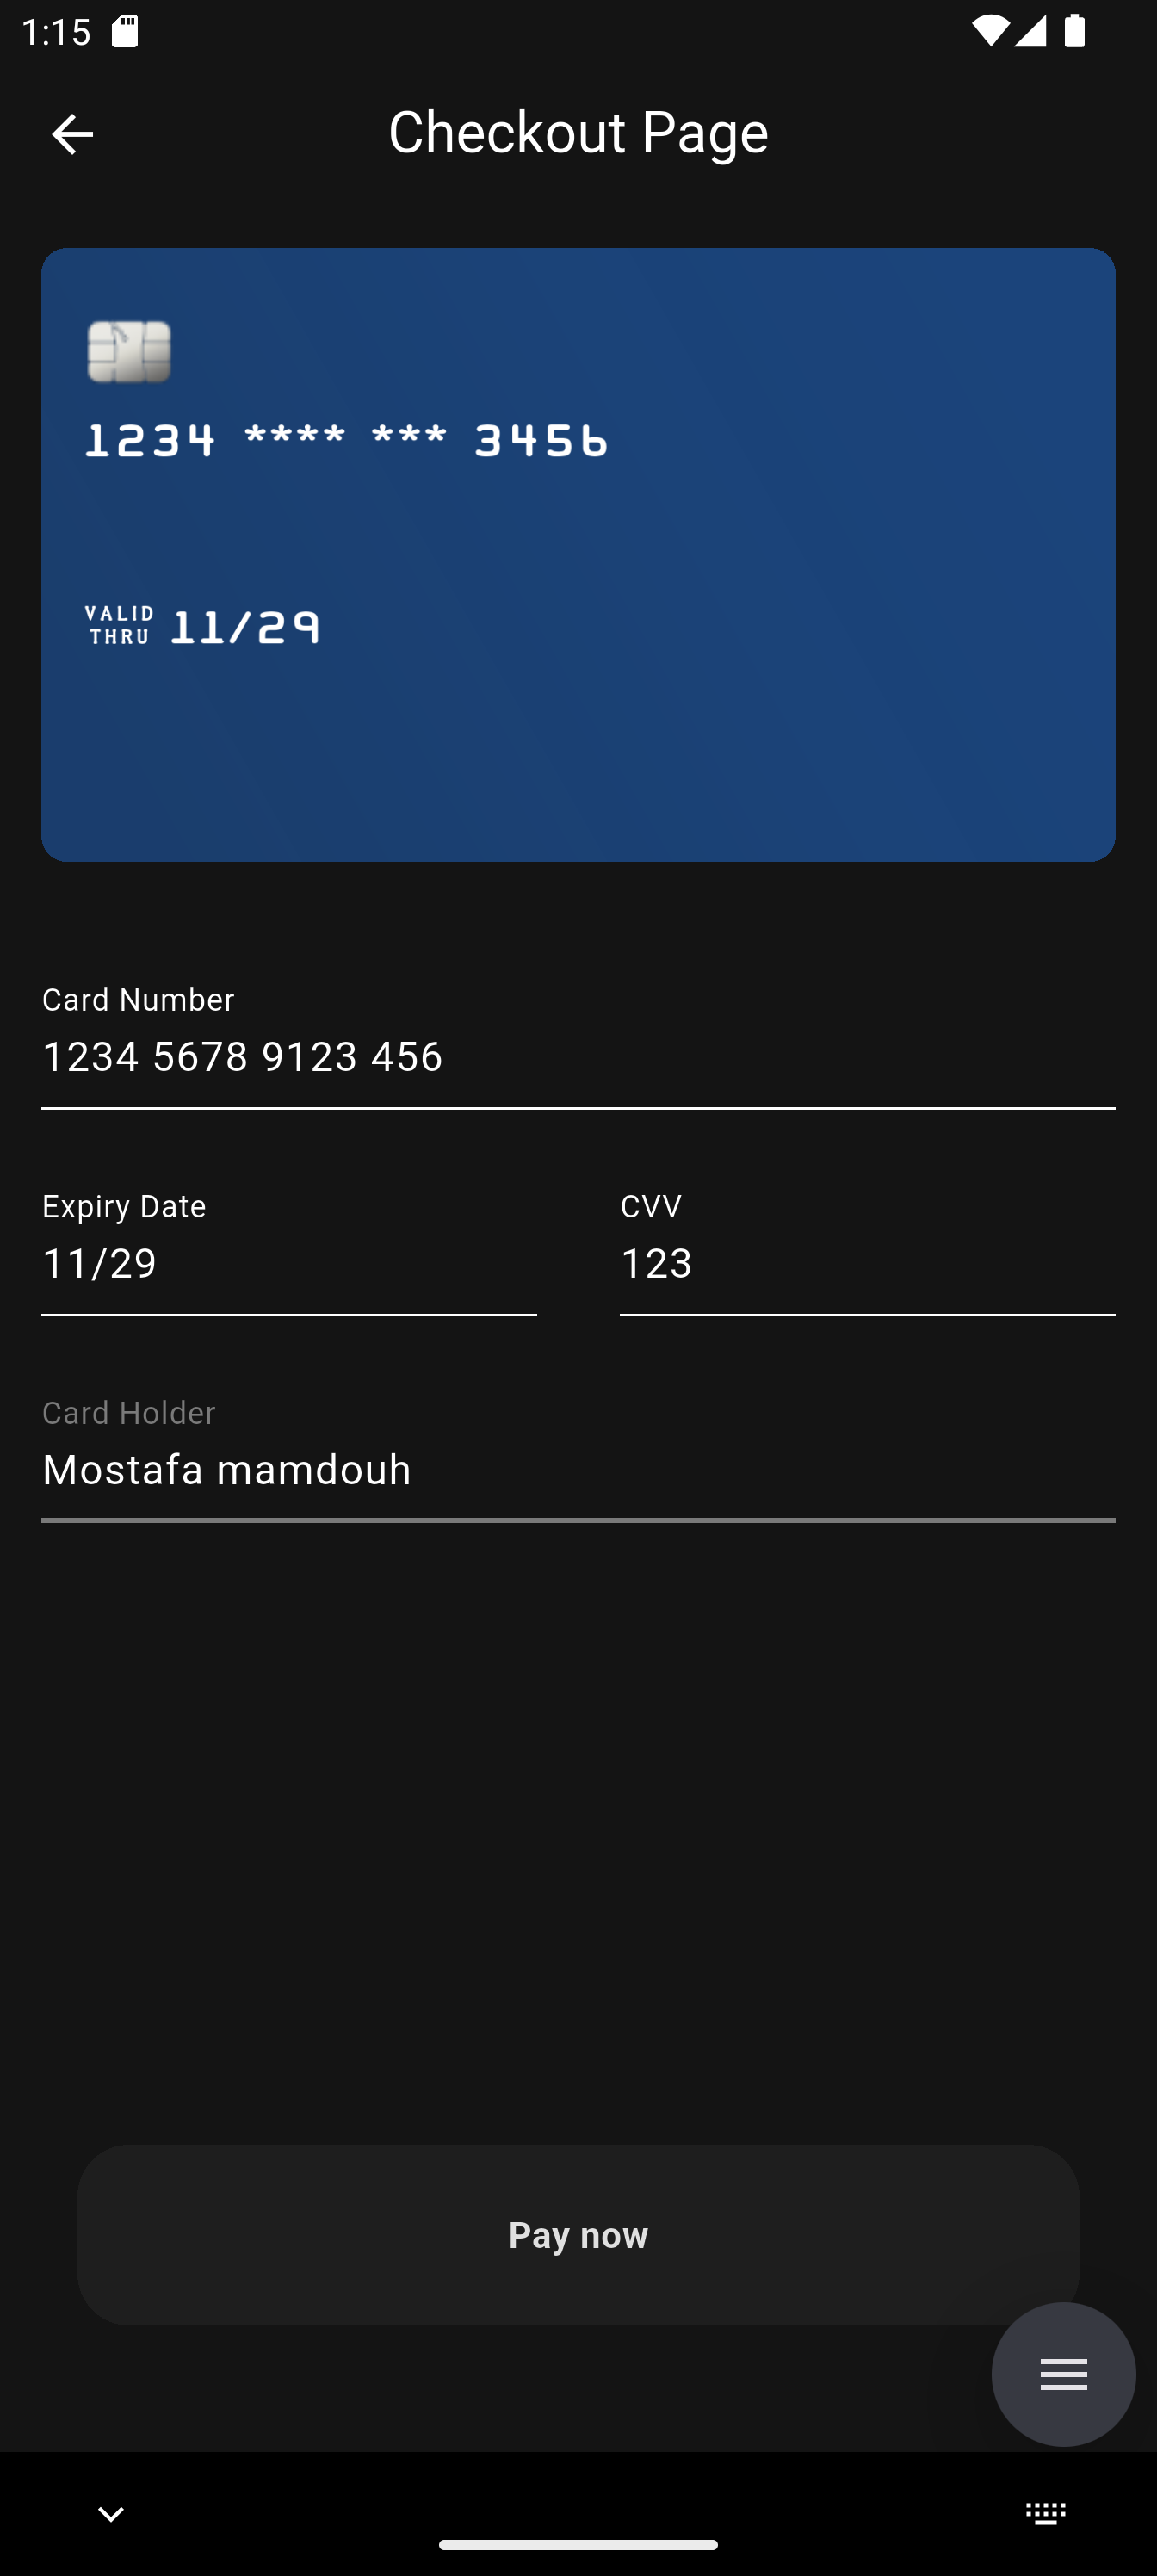 1:15
Checkout Page
1234 **** *** 3456
VALID
THRU 11/29
Card Number
1234 5678 9123 456
Expiry Date
CVV
11/29
123
Card Holder
Mostafa mamdouh
Pay now